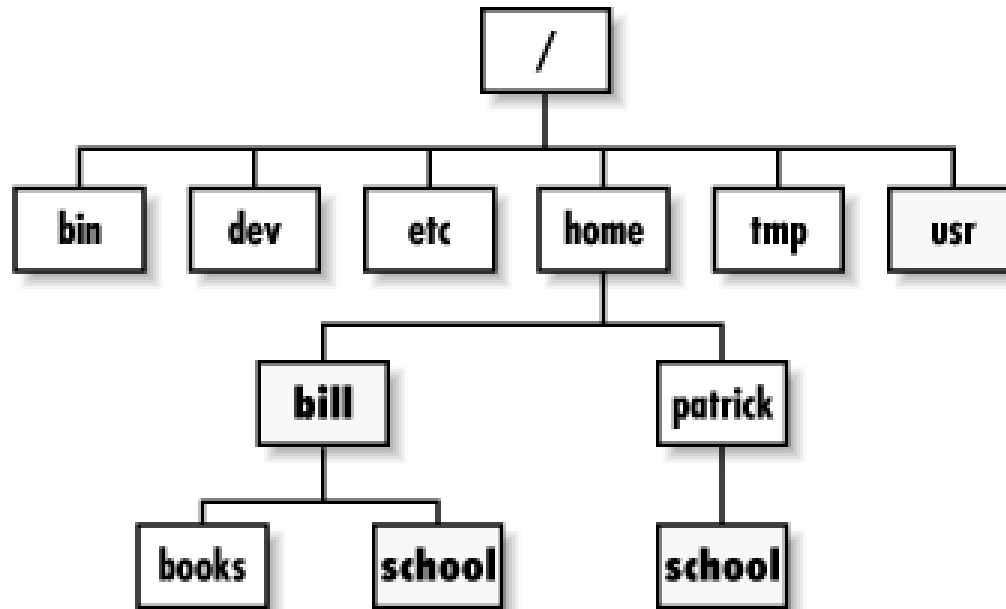 /
bin dev etc home tmp usr
bill patrick
books school school